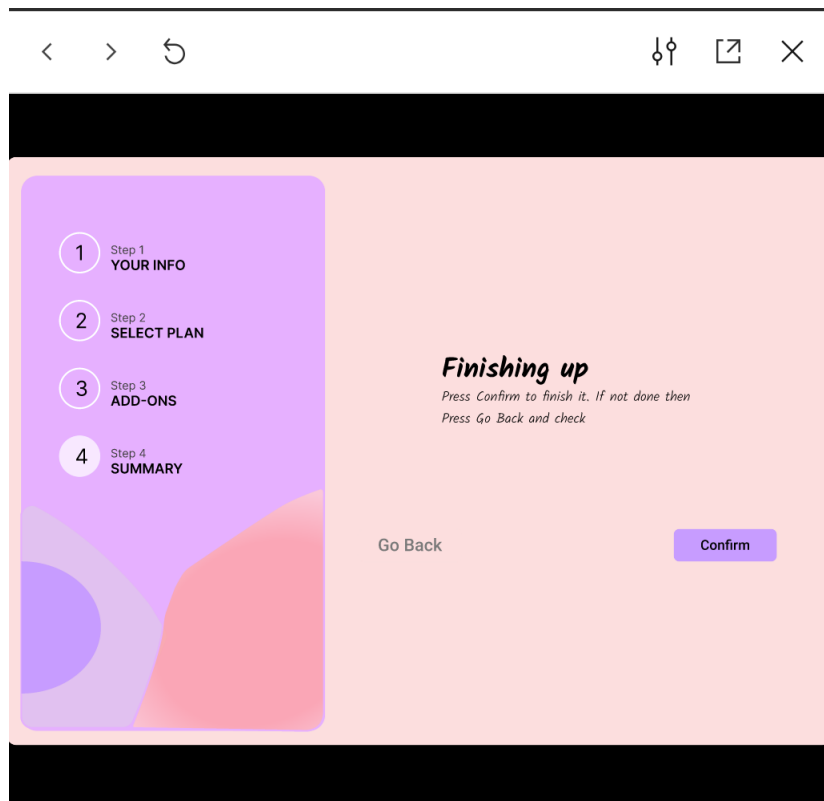 1
Step 1
YOUR INFO
2
Step 2
SELECT PLAN
3
Step 3
ADD-ONS
4
Step 4
SUMMARY
Finishing up
Press Confirm to finish it. If not done then
Press Go Back and check
Go Back
Confirm